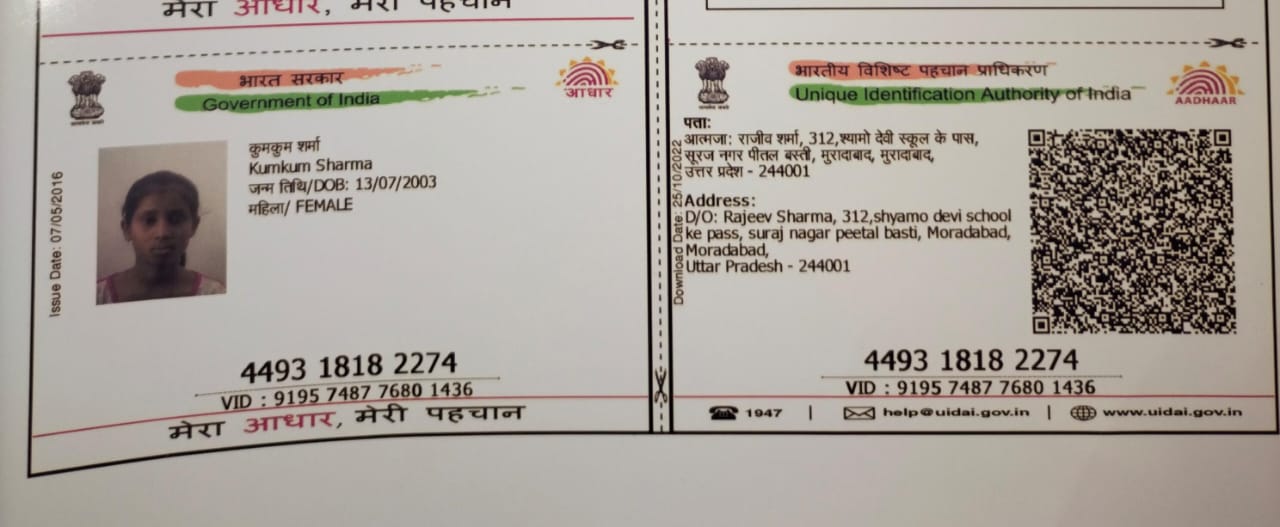 मेरा आधार, मेरी पहचान
भारत सरकार
Government of India
आधार
Issue Date: 07/05/2016
कुमकुम शर्मा
Kumkum Sharma
जन्म तिथि/DOB: 13/07/2003
महिला/ FEMALE
4493 1818 2274
VID : 9195 7487 7680 1436
मेरा आधार, मेरी पहचान
भारतीय विशिष्ट पहचान प्राधिकरण
Unique Identification Authority of India
AADHAAR
Download Date: 25/10/2022
पता:
आत्मजा: राजीव शर्मा, 312,श्यामो देवी स्कूल के पास,
सूरज नगर पीतल बस्ती, मुरादाबाद, मुरादाबाद,
उत्तर प्रदेश - 244001
Address:
D/O: Rajeev Sharma, 312,shyamo devi school
ke pass, suraj nagar peetal basti, Moradabad,
Moradabad,
Uttar Pradesh - 244001
4493 1818 2274
VID : 9195 7487 7680 1436
1947 | help@uidai.gov.in | www.uidai.gov.in